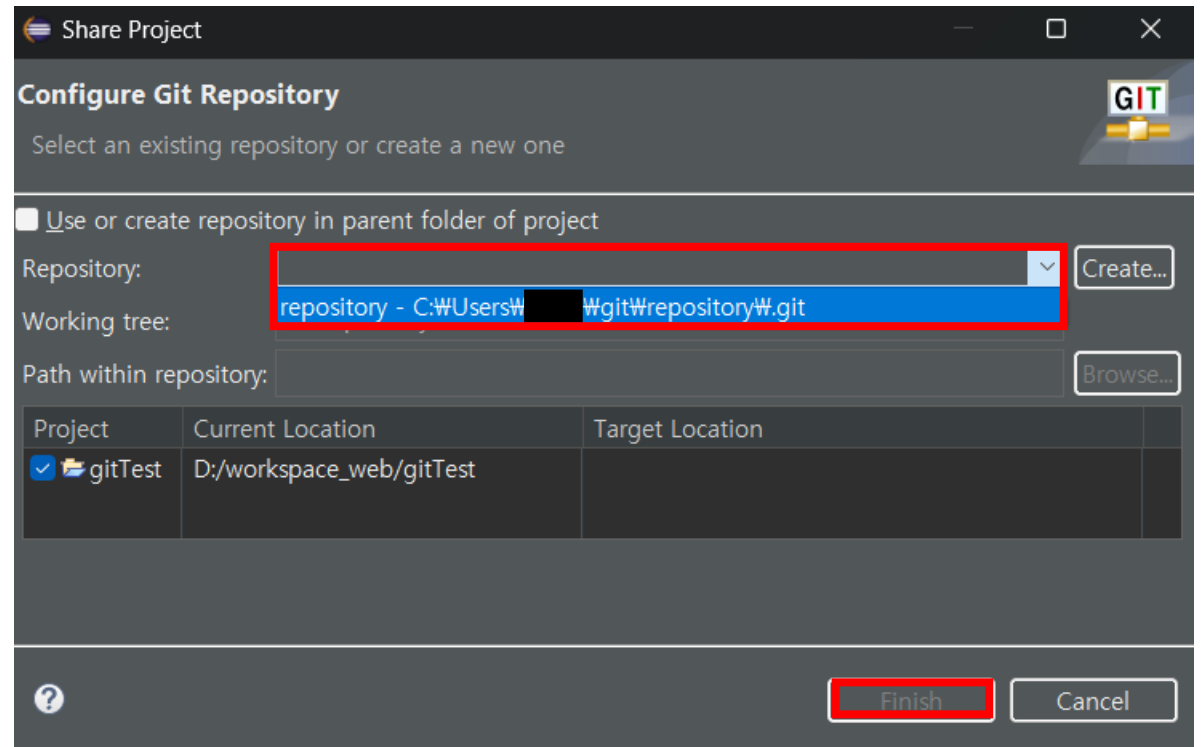 Share Project
Configure Git Repository
GIT
Select an existing repository or create a new one
Use or create repository in parent folder of project
Repository:
Create...
repository - C:₩Users₩ ₩git₩repository₩.git
Working tree:
Path within repository:
Browse...
Project Current Location Target Location
gitTest D:/workspace_web/gitTest
?
Finish
Cancel